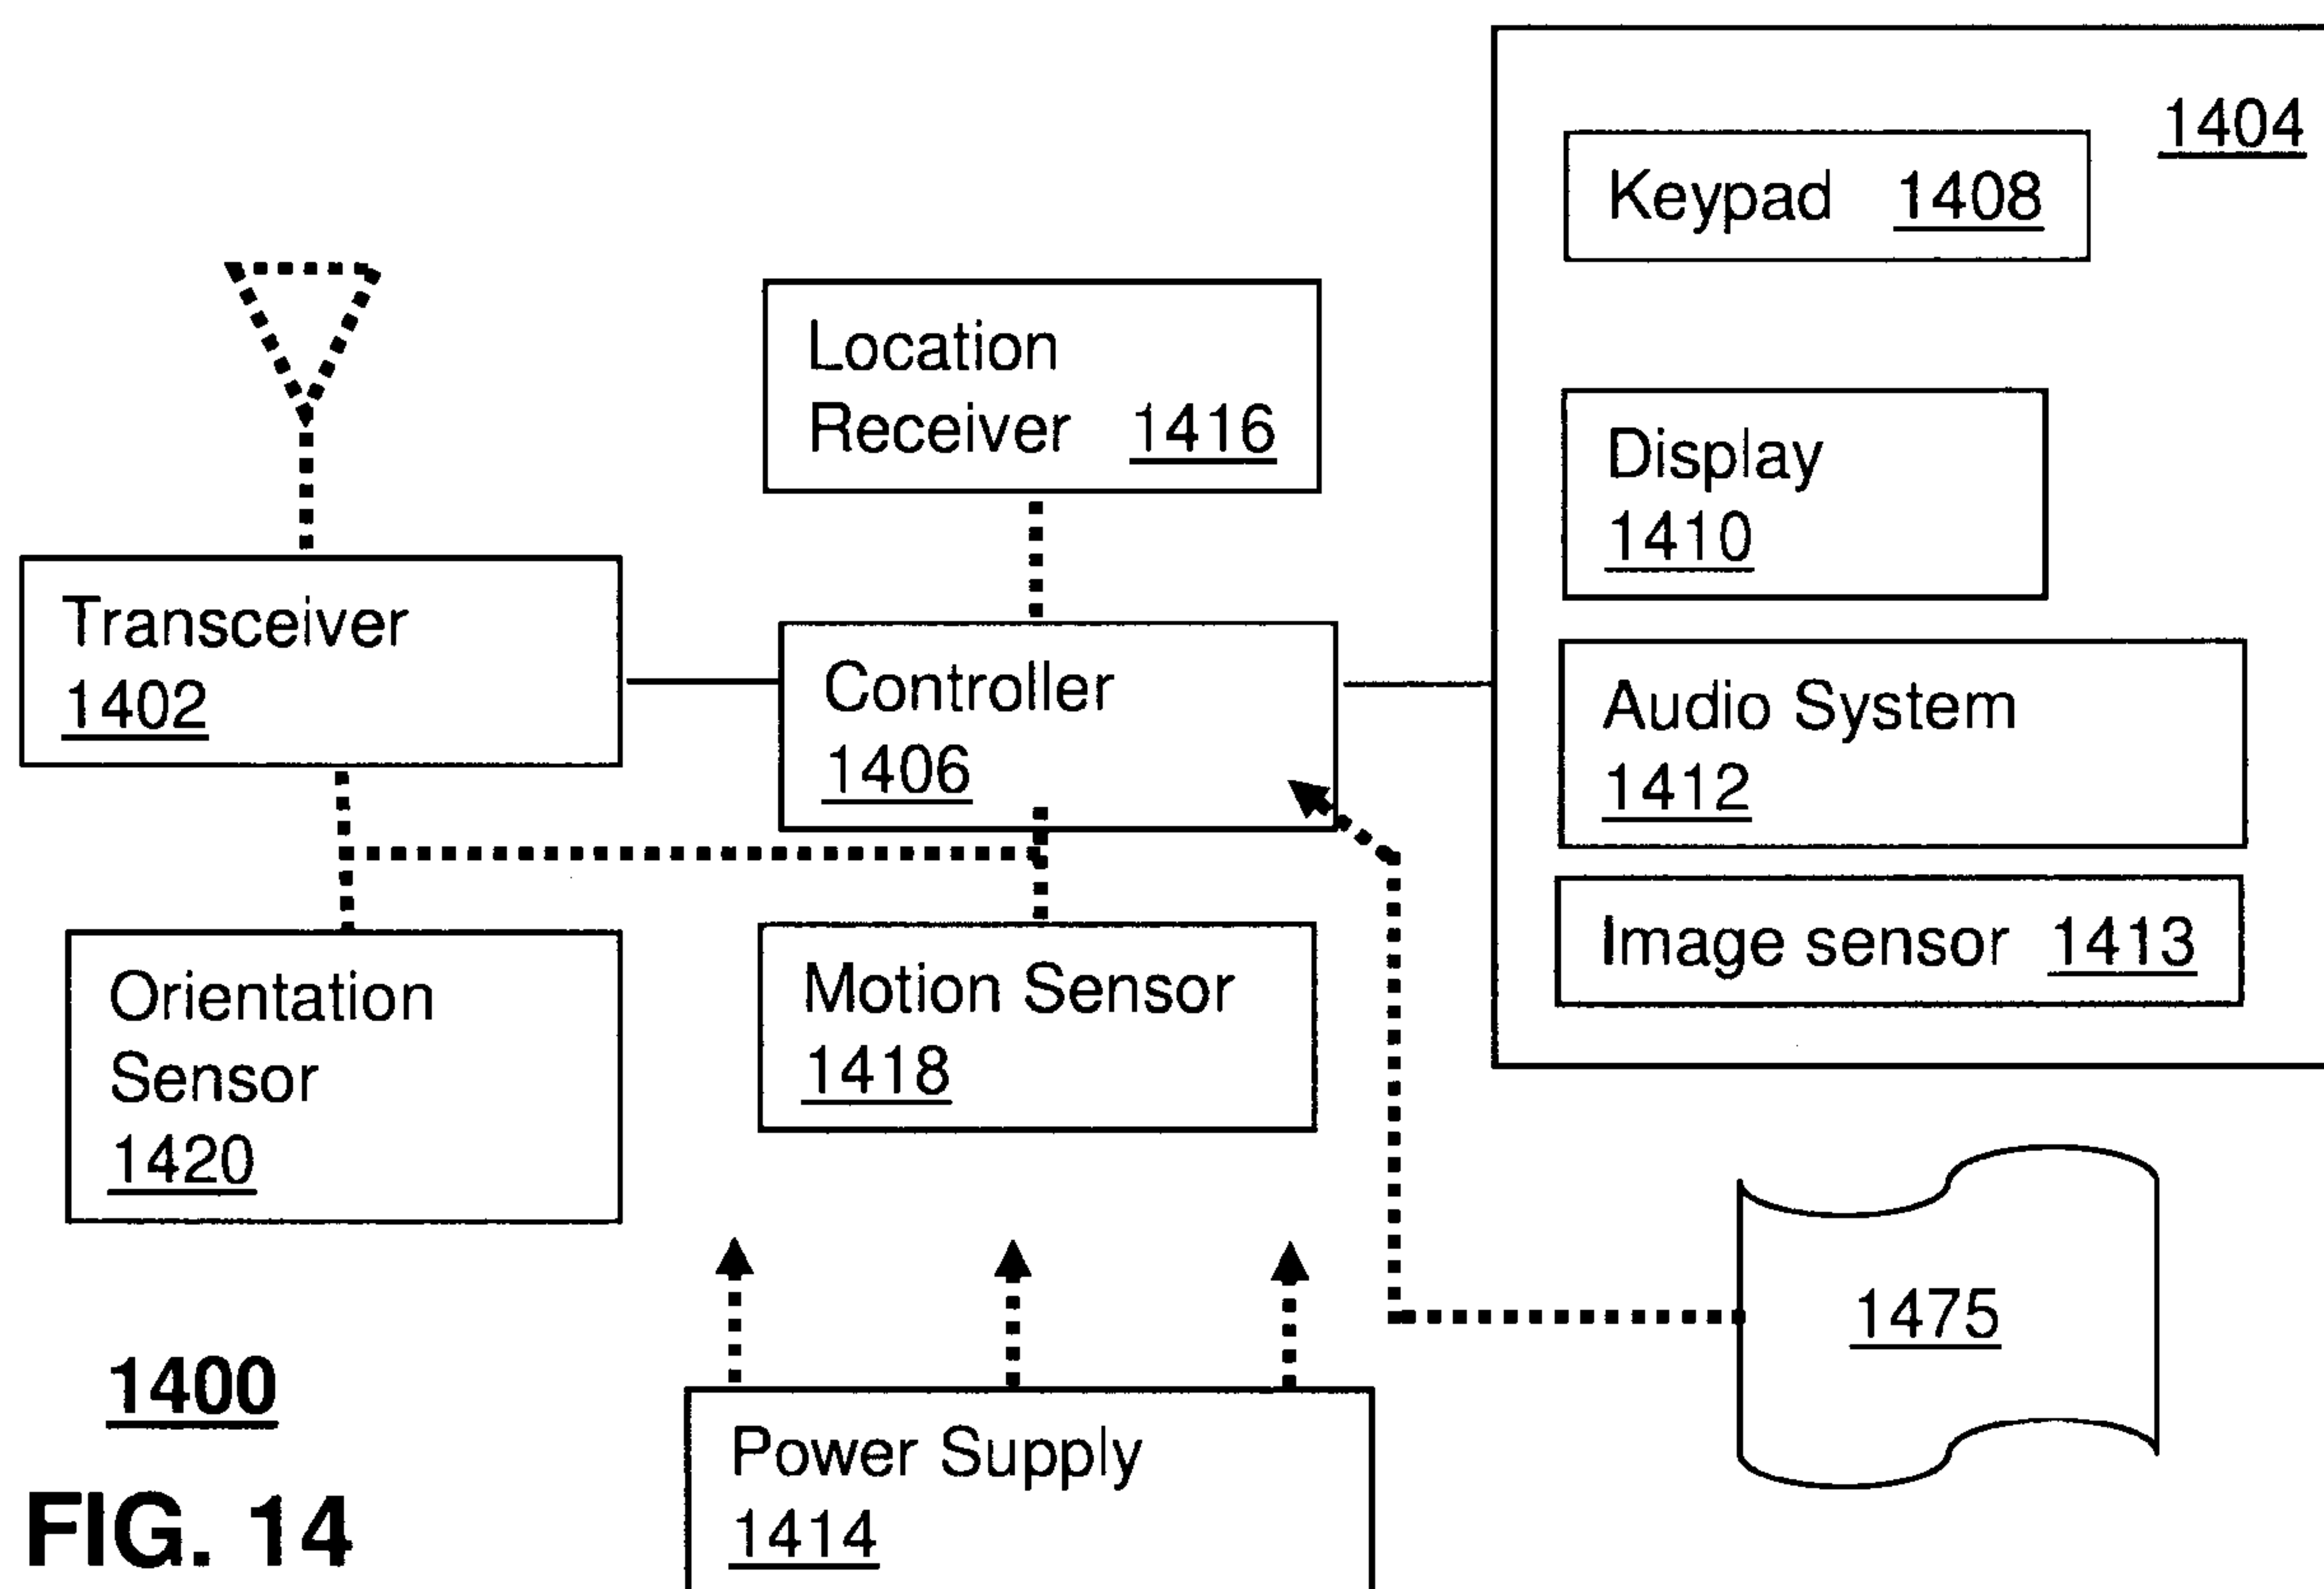 1404
Keypad 1408
Location
Receiver 1416
Display
1410
Transceiver
1402
Controller
1406
Audio System
1412
Image sensor 1413
Orientation
Sensor
1420
Motion Sensor
1418
1475
1400
Power Supply
1414
FIG. 14